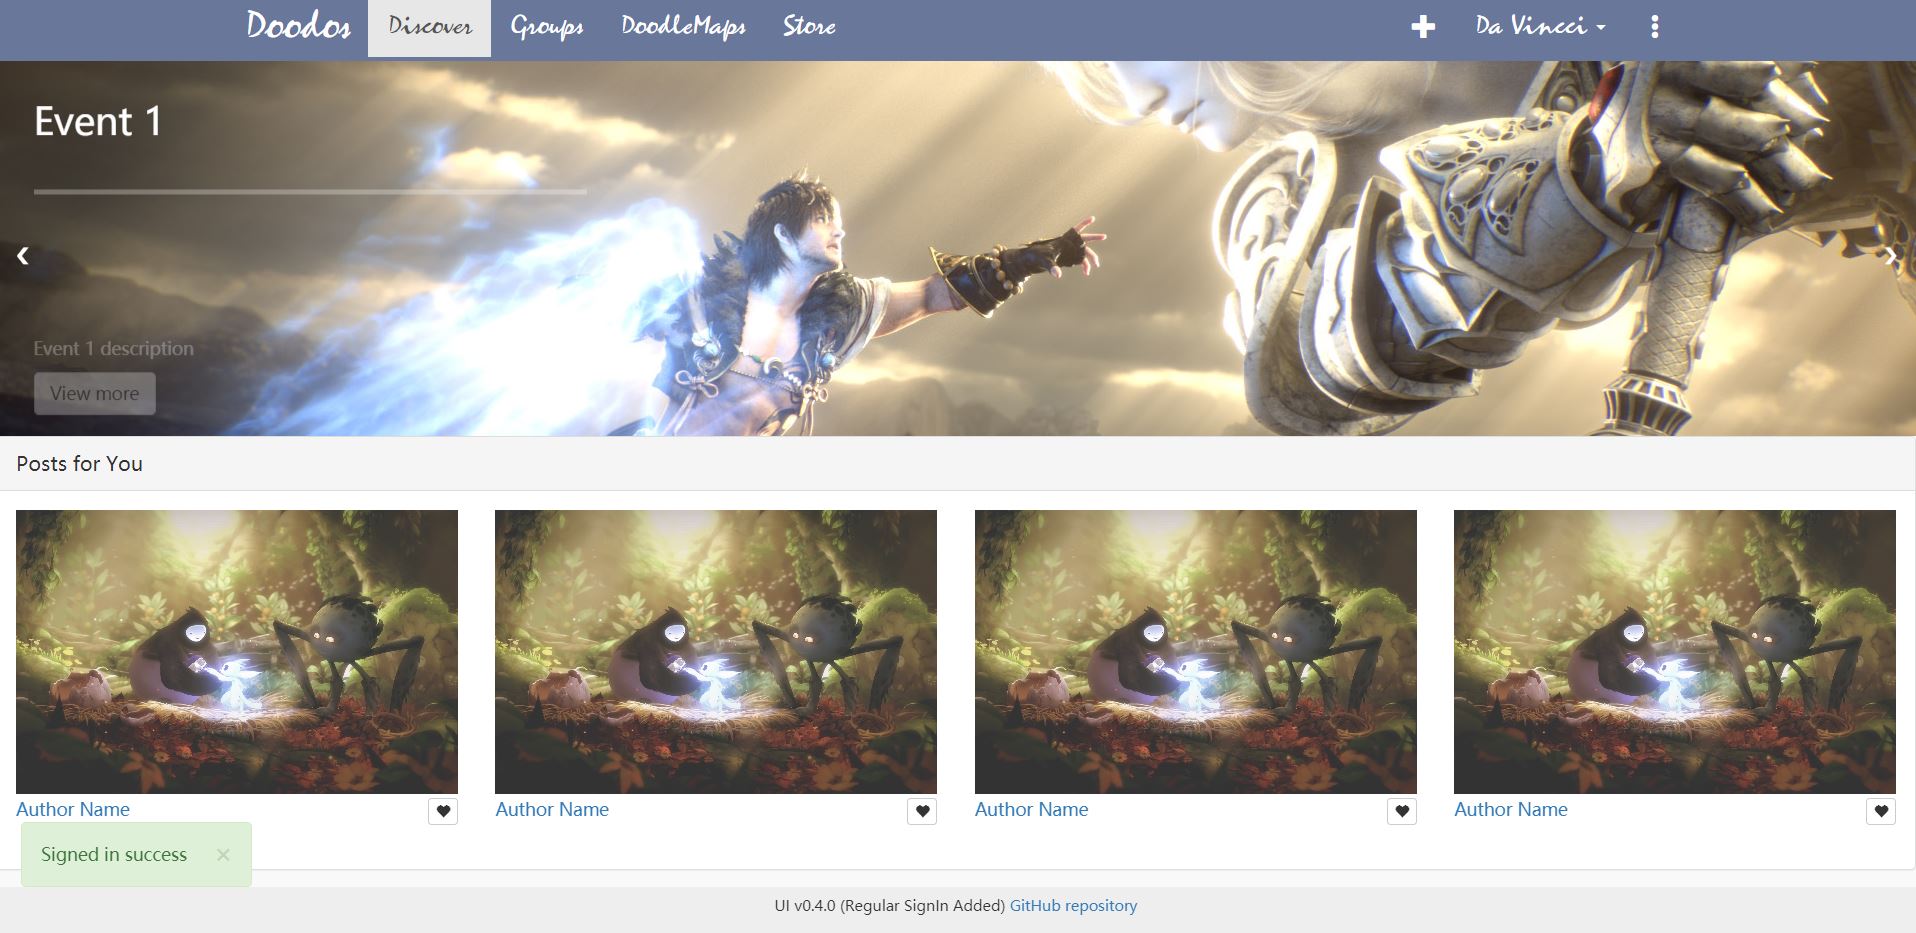 Doodos Discover Groups DoodleMaps Store Da Vincci
Event 1
Event 1 description
View more
Posts for You
Author Name Author Name Author Name Author Name
Signed in success ×
UI v0.4.0 (Regular SignIn Added) GitHub repository